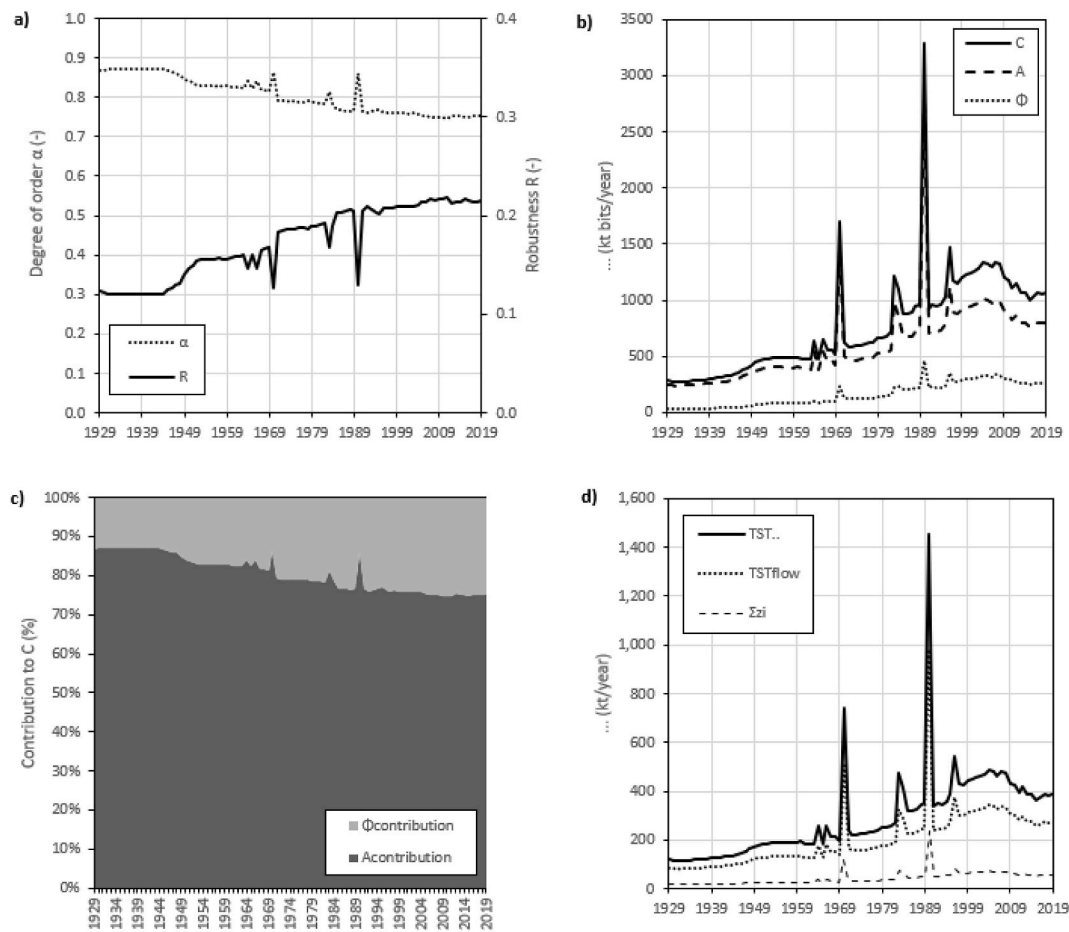 a)
1.0
0.9
0.8
0.7
0.6
0.5
0.4
0.3
0.2
0.1
0.0
Degree of order α (-)
0.4
0.3
0.2
0.1
0.0
Robustness R (-)
α
R
1929 1939 1949 1959 1969 1979 1989 1999 2009 2019
b)
3500
3000
2500
2000
1500
1000
500
0
... (kt bits/year)
C
A
Φ
1929 1939 1949 1959 1969 1979 1989 1999 2009 2019
c)
100%
90%
80%
70%
60%
50%
40%
30%
20%
10%
0%
Contribution to C (%)
Φcontribution
Acontribution
1929 1934 1939 1944 1949 1954 1959 1964 1969 1974 1979 1984 1989 1994 1999 2004 2009 2014 2019
d)
1,600
1,400
1,200
1,000
800
600
400
200
0
... (kt/year)
TST..
TSTflow
Σzi
1929 1939 1949 1959 1969 1979 1989 1999 2009 2019